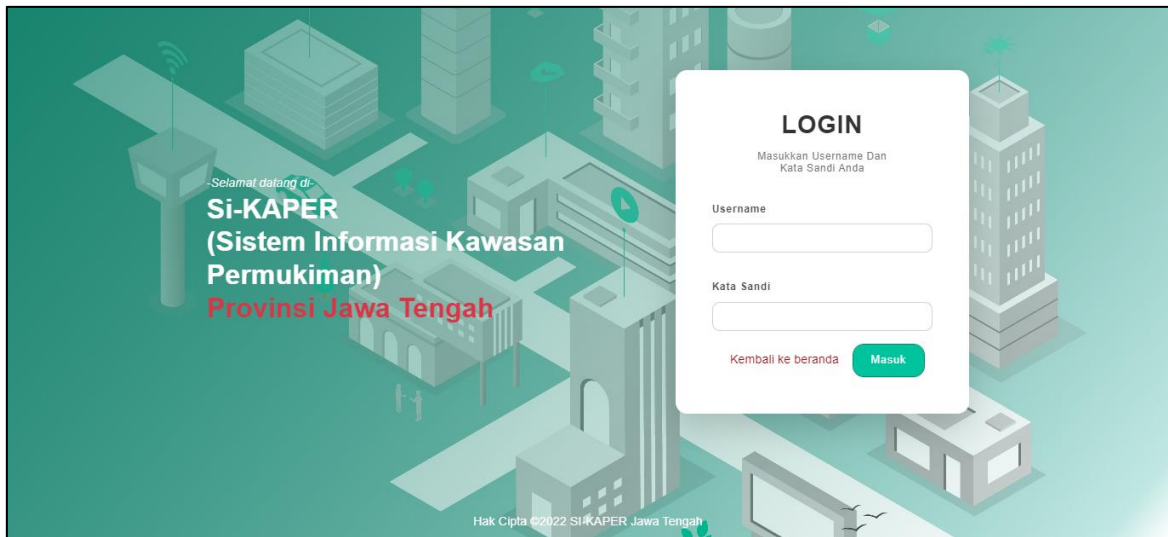 -Selamat datang di-
Si-KAPER
(Sistem Informasi Kawasan
Permukiman)
Provinsi Jawa Tengah
LOGIN
Masukkan Username Dan
Kata Sandi Anda
Username
Kata Sandi
Kembali ke beranda
Masuk
Hak Cipta ©2022 SI-KAPER Jawa Tengah